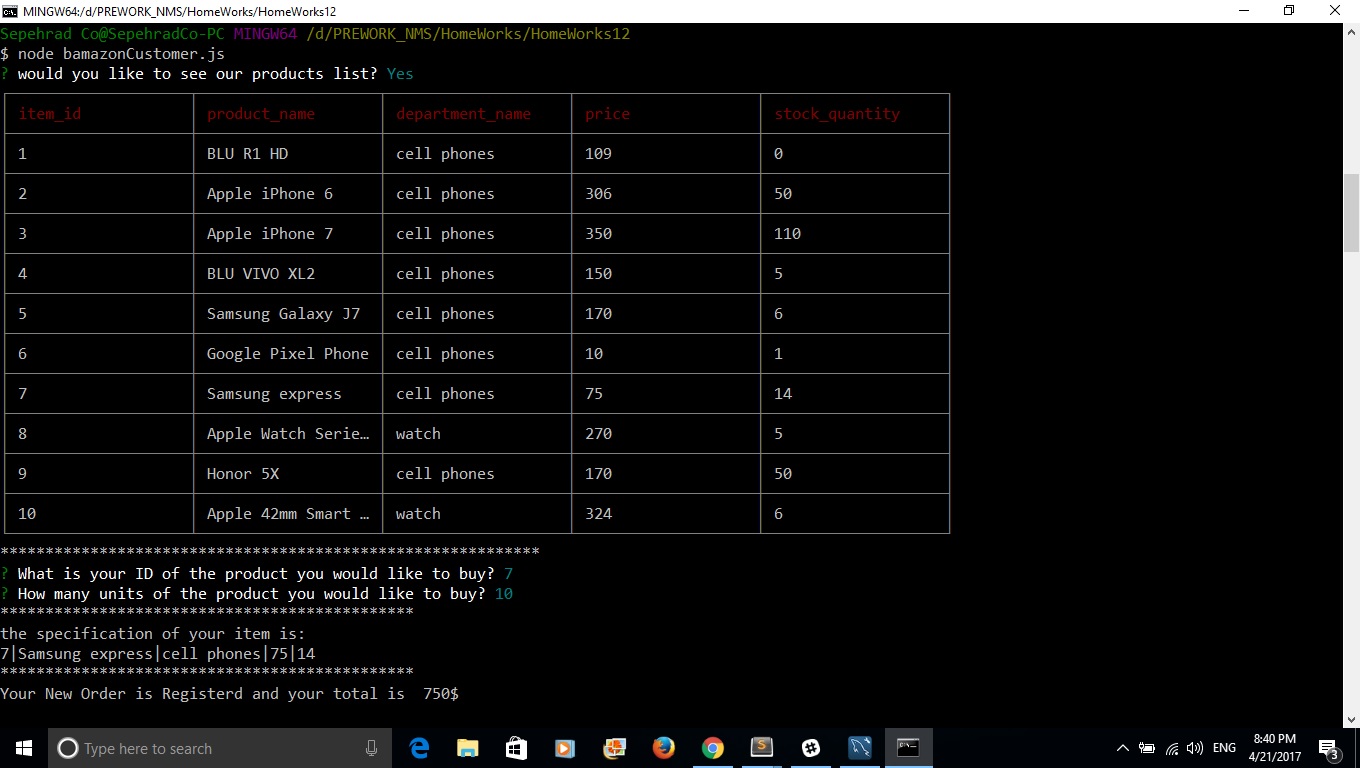 MINGW64:/d/PREWORK_NMS/HomeWorks/HomeWorks12
Sepehrad Co@SepehradCo-PC MINGW64 /d/PREWORK_NMS/HomeWorks/HomeWorks12
$ node bamazonCustomer.js
? would you like to see our products list? Yes
item_id product_name department_name price stock_quantity
1 BLU R1 HD cell phones 109 0
2 Apple iPhone 6 cell phones 306 50
3 Apple iPhone 7 cell phones 350 110
4 BLU VIVO XL2 cell phones 150 5
5 Samsung Galaxy J7 cell phones 170 6
6 Google Pixel Phone cell phones 10 1
7 Samsung express cell phones 75 14
8 Apple Watch Serie… watch 270 5
9 Honor 5X cell phones 170 50
10 Apple 42mm Smart … watch 324 6
************************************************************
? What is your ID of the product you would like to buy? 7
? How many units of the product you would like to buy? 10
**********************************************
the specification of your item is:
7|Samsung express|cell phones|75|14
**********************************************
Your New Order is Registerd and your total is  750$
Type here to search
ENG
8:40 PM
4/21/2017
3